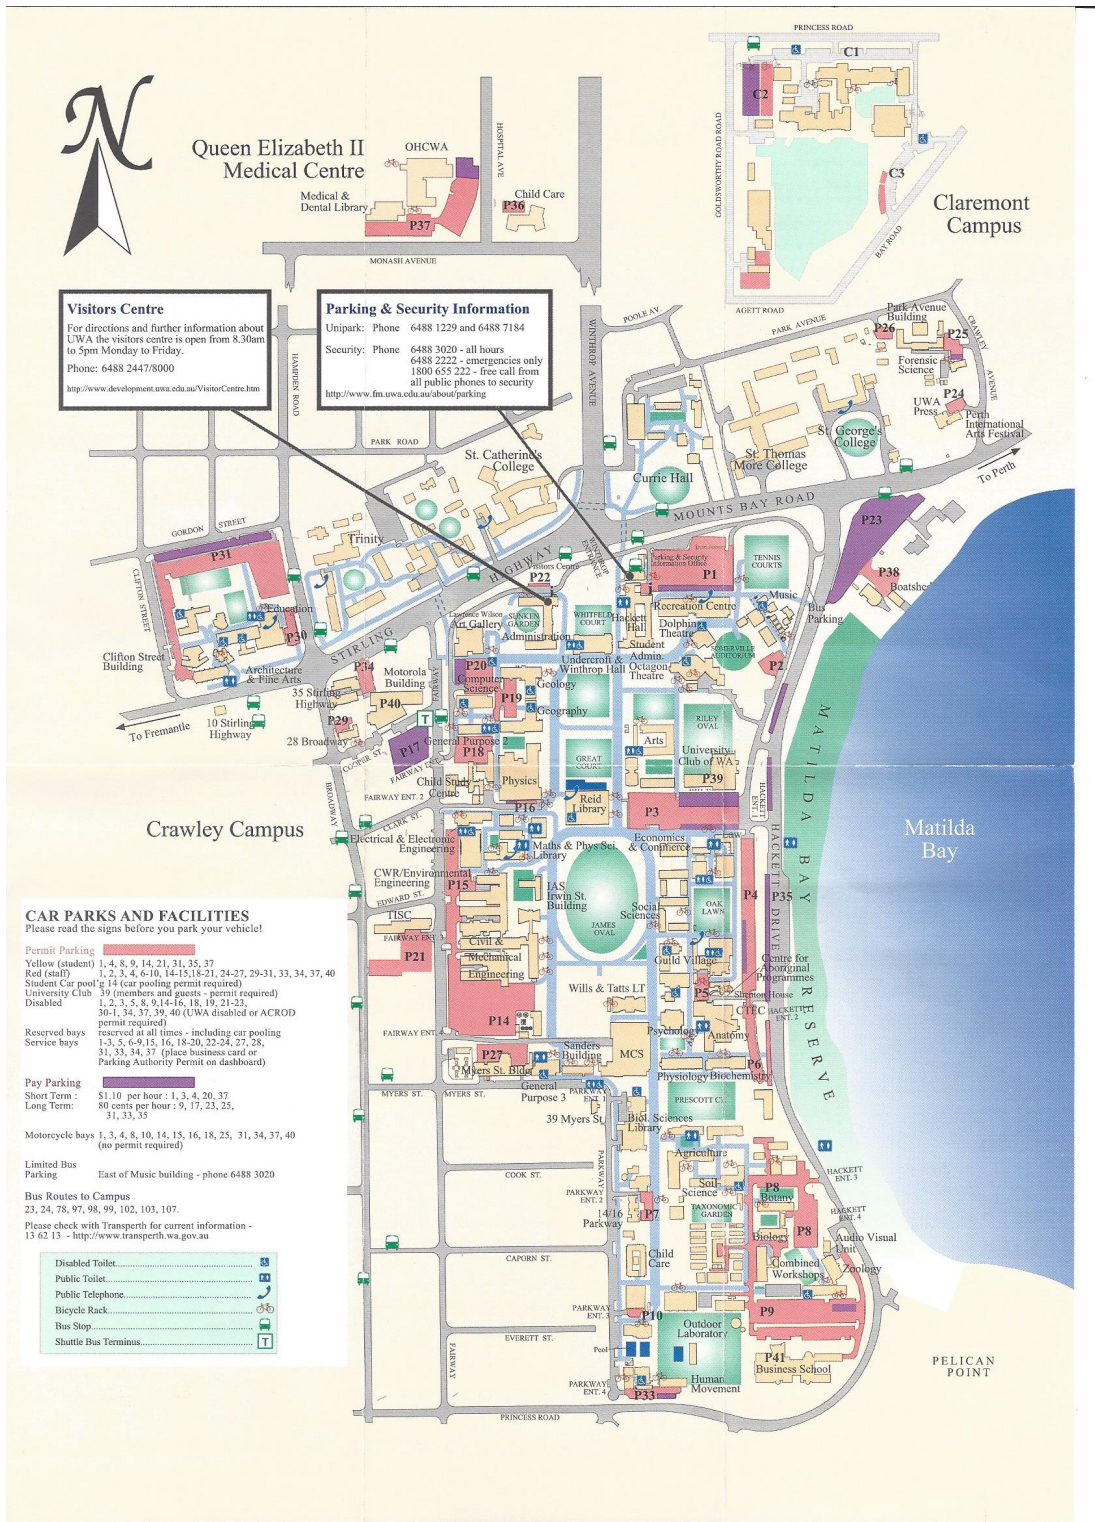 PRINCESS ROAD
C1
C2
GOLDSWORTHY ROAD ROAD
C3
BAY ROAD
Claremont
Campus
AGETT ROAD
N
Queen Elizabeth II
Medical Centre
OHCWA
HOSPITAL AVE
Medical &
Dental Library
P37
Child Care
P36
MONASH AVENUE
Visitors Centre
For directions and further information about
UWA the visitors centre is open from 8.30am
to 5pm Monday to Friday.
Phone: 6488 2447/8000
http://www.development.uwa.edu.au/VisitorCentre.htm
Parking & Security Information
Unipark: Phone 6488 1229 and 6488 7184
Security: Phone 6488 3020 - all hours
6488 2222 - emergencies only
1800 655 222 - free call from
all public phones to security
http://www.fm.uwa.edu.au/about/parking
HAMPDEN ROAD
WINTHROP AVENUE
POOLE AV.
PARK AVENUE
Park Avenue
Building
P26
P25
CRAWLEY AVENUE
Forensic
Science
P24
UWA
Press
Perth
International
Arts Festival
St. George's
College
St. Thomas
More College
To Perth
PARK ROAD
St. Catherine's
College
Currie Hall
MOUNTS BAY ROAD
P23
GORDON STREET
P31
Trinity
STIRLING HIGHWAY
WINTHROP ENTRANCE
Visitors Centre
P22
Parking & Security
Information Office
P1
TENNIS
COURTS
P38
Boatshed
CLIFTON STREET
Education
P30
Clifton Street
Building
Architecture
& Fine Arts
Lawrence Wilson
Art Gallery
SUNKEN
GARDEN
Administration
WHITFELD
COURT
Hackett
Hall
Recreation Centre
Dolphin
Theatre
Music
Bus
Parking
Student
Admin.
Octagon
Theatre
SOMERVILLE
AUDITORIUM
P2
Undercroft &
Winthrop Hall
P34
Motorola
Building
FAIRWAY
P20
Computer
Science
P19
Geology
Geography
35 Stirling
Highway
P40
P29
28 Broadway
10 Stirling
Highway
To Fremantle
COOPER ST.
P17
T
General Purpose 2
P18
FAIRWAY ENT. 1
Child Study
Centre
FAIRWAY ENT. 2
Physics
P16
GREAT
COURT
Reid
Library
Arts
RILEY
OVAL
University
Club of WA
P39
P3
HACKETT
ENT. 1
MATILDA BAY RESERVE
Matilda
Bay
Crawley Campus
BROADWAY
CLARK ST.
Electrical & Electronic
Engineering
Maths & Phys Sci.
Library
Economics
& Commerce
Law
P4
P35
HACKETT DRIVE
CWR/Environmental
Engineering
P15
EDWARD ST.
TISC
FAIRWAY ENT. 3
P21
IAS
Irwin St.
Building
JAMES
OVAL
Social
Sciences
OAK
LAWN
Civil &
Mechanical
Engineering
Guild Village
Centre for
Aboriginal
Programmes
P5
Shenton House
CTEC
HACKETT
ENT. 2
Wills & Tatts LT
P14
FAIRWAY ENT. 4
Psychology
Anatomy
P27
Myers St. Bldg
Sanders
Building
MCS
P6
Physiology
Biochemistry
General
Purpose 3
PARKWAY
ENT. 1
MYERS ST.
MYERS ST.
39 Myers St.
Biol. Sciences
Library
PRESCOTT CT.
Agriculture
HACKETT
ENT. 3
COOK ST.
PARKWAY
PARKWAY
ENT. 2
Soil
Science
P8
Botany
HACKETT
ENT. 4
14/16
Parkway
P7
TAXONOMIC
GARDEN
P8
Biology
Audio Visual
Unit
CAPORN ST.
Child
Care
Combined
Workshops
Zoology
PARKWAY
ENT. 3
P10
P9
EVERETT ST.
Outdoor
Laboratory
Pool
P41
Business School
FAIRWAY
PARKWAY
ENT. 4
P33
Human
Movement
PRINCESS ROAD
PELICAN
POINT
CAR PARKS AND FACILITIES
Please read the signs before you park your vehicle!
Permit Parking
Yellow (student) 1, 4, 8, 9, 14, 21, 31, 35, 37
Red (staff) 1, 2, 3, 4, 6-10, 14-15,18-21, 24-27, 29-31, 33, 34, 37, 40
Student Car pool'g 14 (car pooling permit required)
University Club 39 (members and guests - permit required)
Disabled 1, 2, 3, 5, 8, 9,14-16, 18, 19, 21-23,
30-1, 34, 37, 39, 40 (UWA disabled or ACROD
permit required)
Reserved bays reserved at all times - including car pooling
Service bays 1-3, 5, 6-9,15, 16, 18-20, 22-24, 27, 28,
31, 33, 34, 37 (place business card or
Parking Authority Permit on dashboard)
Pay Parking
Short Term : $1.10 per hour : 1, 3, 4, 20, 37
Long Term: 80 cents per hour : 9, 17, 23, 25,
31, 33, 35
Motorcycle bays 1, 3, 4, 8, 10, 14, 15, 16, 18, 25, 31, 34, 37, 40
(no permit required)
Limited Bus
Parking East of Music building - phone 6488 3020
Bus Routes to Campus
23, 24, 78, 97, 98, 99, 102, 103, 107.
Please check with Transperth for current information -
13 62 13 - http://www.transperth.wa.gov.au
Disabled Toilet
Public Toilet
Public Telephone
Bicycle Rack
Bus Stop
Shuttle Bus Terminus T